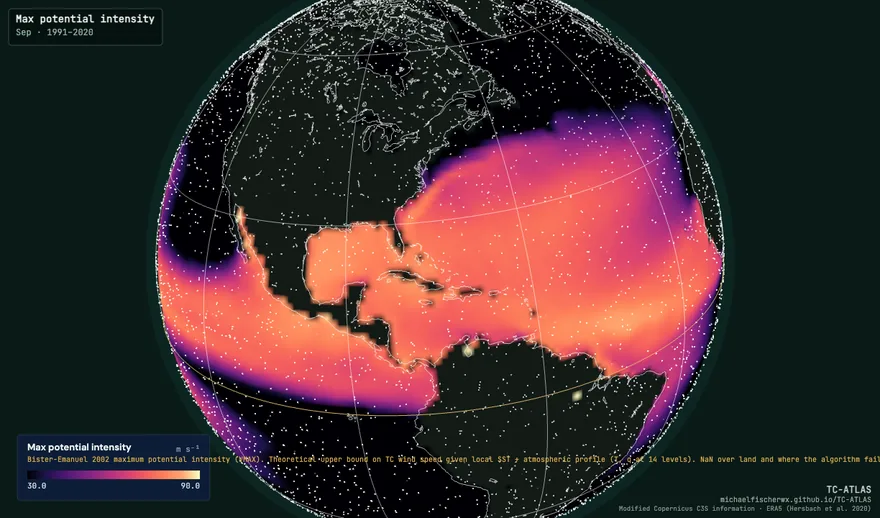 Max potential intensity
Sep · 1991–2020
Max potential intensity
m s⁻¹
Bister-Emanuel 2002 maximum potential intensity (VMAX). Theoretical upper bound on TC wind speed given local SST + atmospheric profile (T, q at 14 levels). NaN over land and where the algorithm fail
30.0
90.0
TC-ATLAS
michaelfischerwx.github.io/TC-ATLAS
Modified Copernicus C3S information · ERA5 (Hersbach et al. 2020)